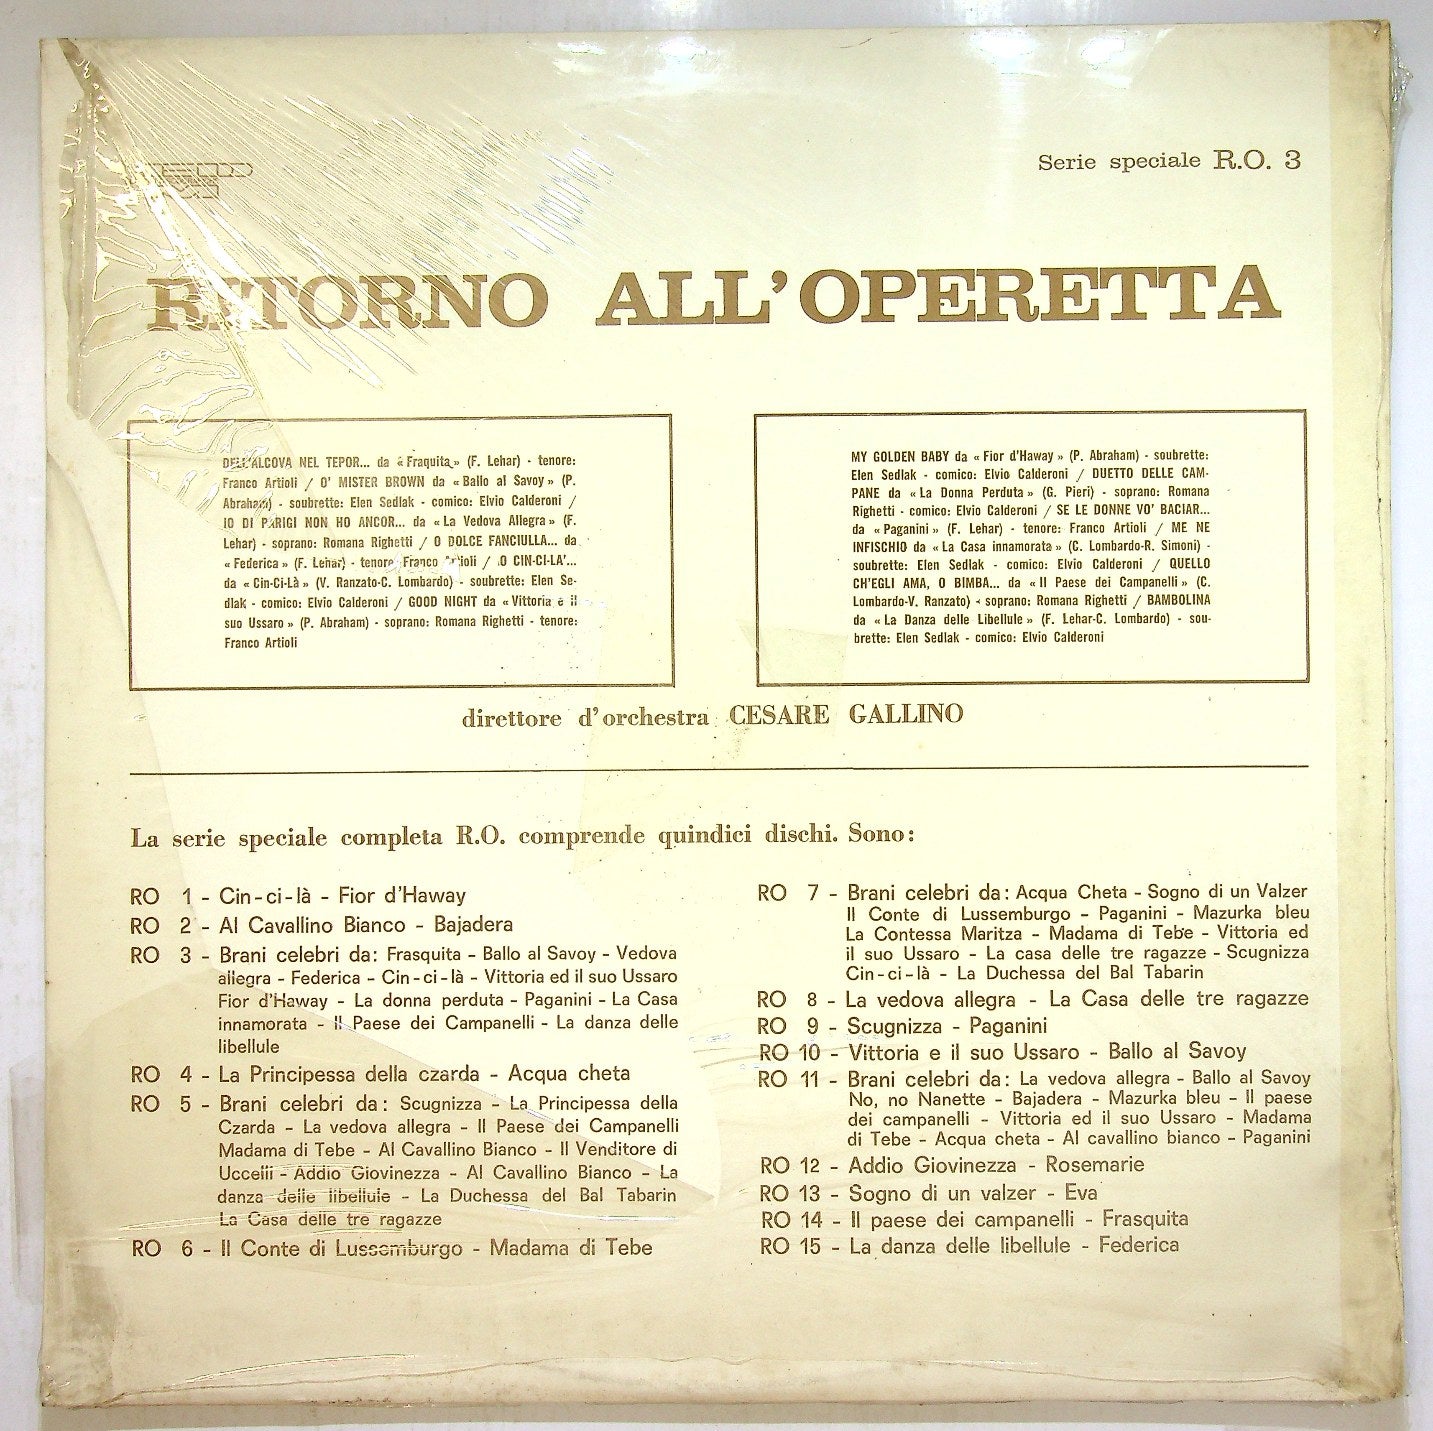 Serie speciale R.O. 3
RITORNO ALL'OPERETTA
DELL'ALCOVA NEL TEPOR... da «Fraquita» (F. Lehar) - tenore:
Franco Artioli / O' MISTER BROWN da «Ballo al Savoy» (P.
Abraham) - soubrette: Elen Sedlak - comico: Elvio Calderoni /
IO DI PARIGI NON HO ANCOR... da «La Vedova Allegra» (F.
Lehar) - soprano: Romana Righetti / O DOLCE FANCIULLA... da
«Federica» (F. Lehar) - tenore Franco Artioli / O CIN-CI-LA'...
da «Cin-Ci-Là» (V. Ranzato-C. Lombardo) - soubrette: Elen Se-
dlak - comico: Elvio Calderoni / GOOD NIGHT da «Vittoria e il
suo Ussaro» (P. Abraham) - soprano: Romana Righetti - tenore:
Franco Artioli
MY GOLDEN BABY da «Fior d'Haway» (P. Abraham) - soubrette:
Elen Sedlak - comico: Elvio Calderoni / DUETTO DELLE CAM-
PANE da «La Donna Perduta» (G. Pieri) - soprano: Romana
Righetti - comico: Elvio Calderoni / SE LE DONNE VO' BACIAR...
da «Paganini» (F. Lehar) - tenore: Franco Artioli / ME NE
INFISCHIO da «La Casa innamorata» (C. Lombardo-R. Simoni) -
soubrette: Elen Sedlak - comico: Elvio Calderoni / QUELLO
CH'EGLI AMA, O BIMBA... da «Il Paese dei Campanelli» (C.
Lombardo-V. Ranzato) - soprano: Romana Righetti / BAMBOLINA
da «La Danza delle Libellule» (F. Lehar-C. Lombardo) - sou-
brette: Elen Sedlak - comico: Elvio Calderoni
direttore d'orchestra CESARE GALLINO
La serie speciale completa R.O. comprende quindici dischi. Sono:
RO 1 - Cin-ci-là - Fior d'Haway
RO 2 - Al Cavallino Bianco - Bajadera
RO 3 - Brani celebri da: Frasquita - Ballo al Savoy - Vedova
allegra - Federica - Cin-ci-là - Vittoria ed il suo Ussaro
Fior d'Haway - La donna perduta - Paganini - La Casa
innamorata - Il Paese dei Campanelli - La danza delle
libellule
RO 4 - La Principessa della czarda - Acqua cheta
RO 5 - Brani celebri da: Scugnizza - La Principessa della
Czarda - La vedova allegra - Il Paese dei Campanelli
Madama di Tebe - Al Cavallino Bianco - Il Venditore di
Uccelli - Addio Giovinezza - Al Cavallino Bianco - La
danza delle libellule - La Duchessa del Bal Tabarin
La Casa delle tre ragazze
RO 6 - Il Conte di Lussemburgo - Madama di Tebe
RO 7 - Brani celebri da: Acqua Cheta - Sogno di un Valzer
Il Conte di Lussemburgo - Paganini - Mazurka bleu
La Contessa Maritza - Madama di Tebe - Vittoria ed
il suo Ussaro - La casa delle tre ragazze - Scugnizza
Cin-ci-là - La Duchessa del Bal Tabarin
RO 8 - La vedova allegra - La Casa delle tre ragazze
RO 9 - Scugnizza - Paganini
RO 10 - Vittoria e il suo Ussaro - Ballo al Savoy
RO 11 - Brani celebri da: La vedova allegra - Ballo al Savoy
No, no Nanette - Bajadera - Mazurka bleu - Il paese
dei campanelli - Vittoria ed il suo Ussaro - Madama
di Tebe - Acqua cheta - Al cavallino bianco - Paganini
RO 12 - Addio Giovinezza - Rosemarie
RO 13 - Sogno di un valzer - Eva
RO 14 - Il paese dei campanelli - Frasquita
RO 15 - La danza delle libellule - Federica